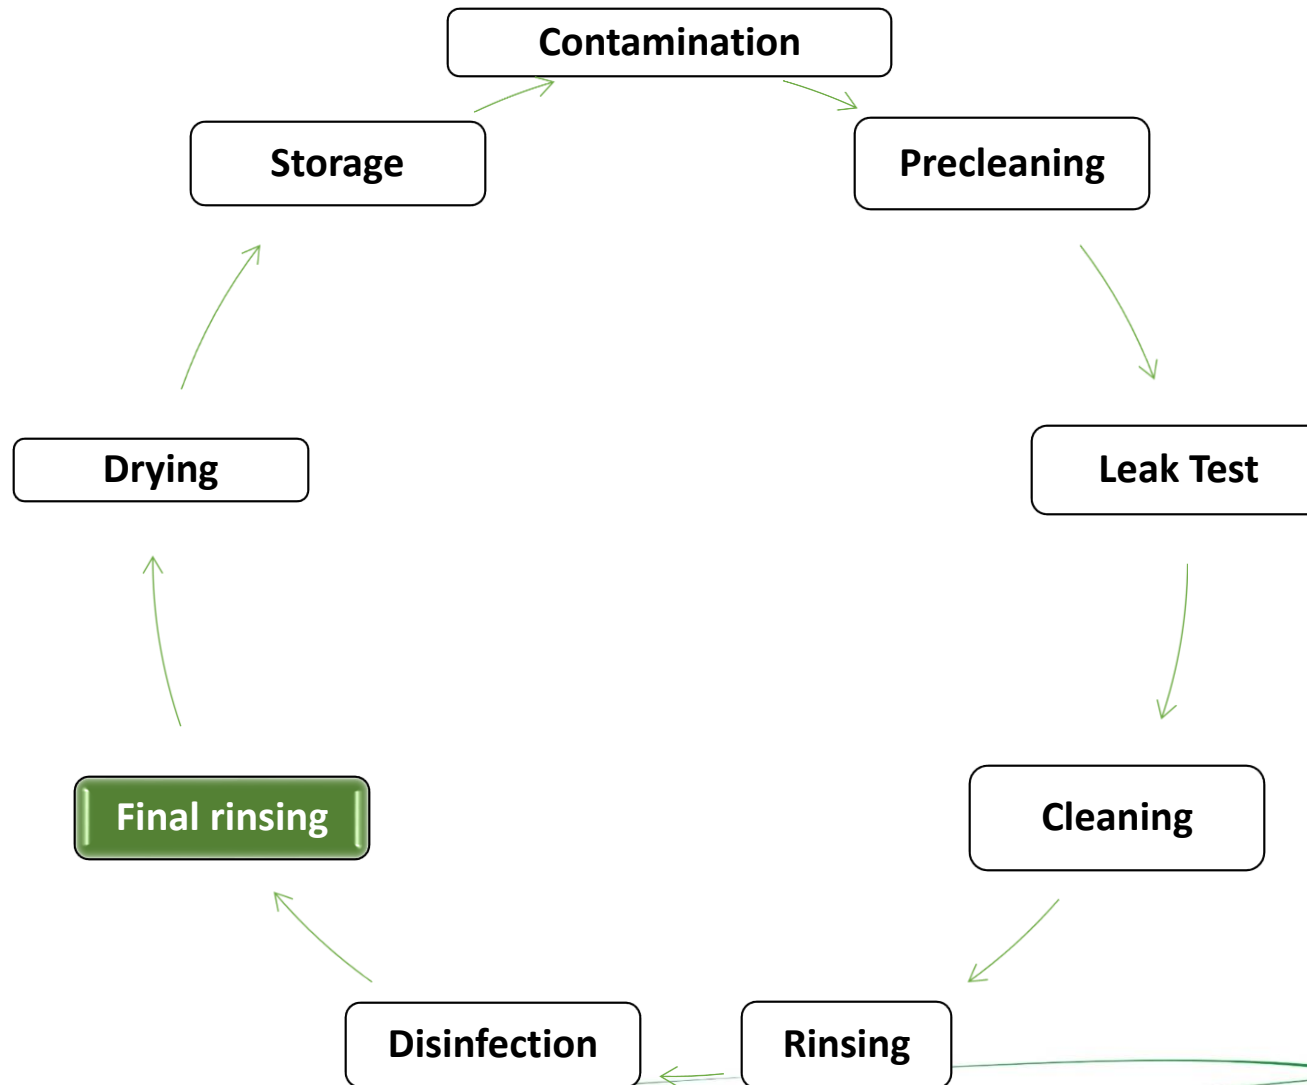 Contamination
Precleaning
Leak Test
Cleaning
Rinsing
Disinfection
Final rinsing
Drying
Storage